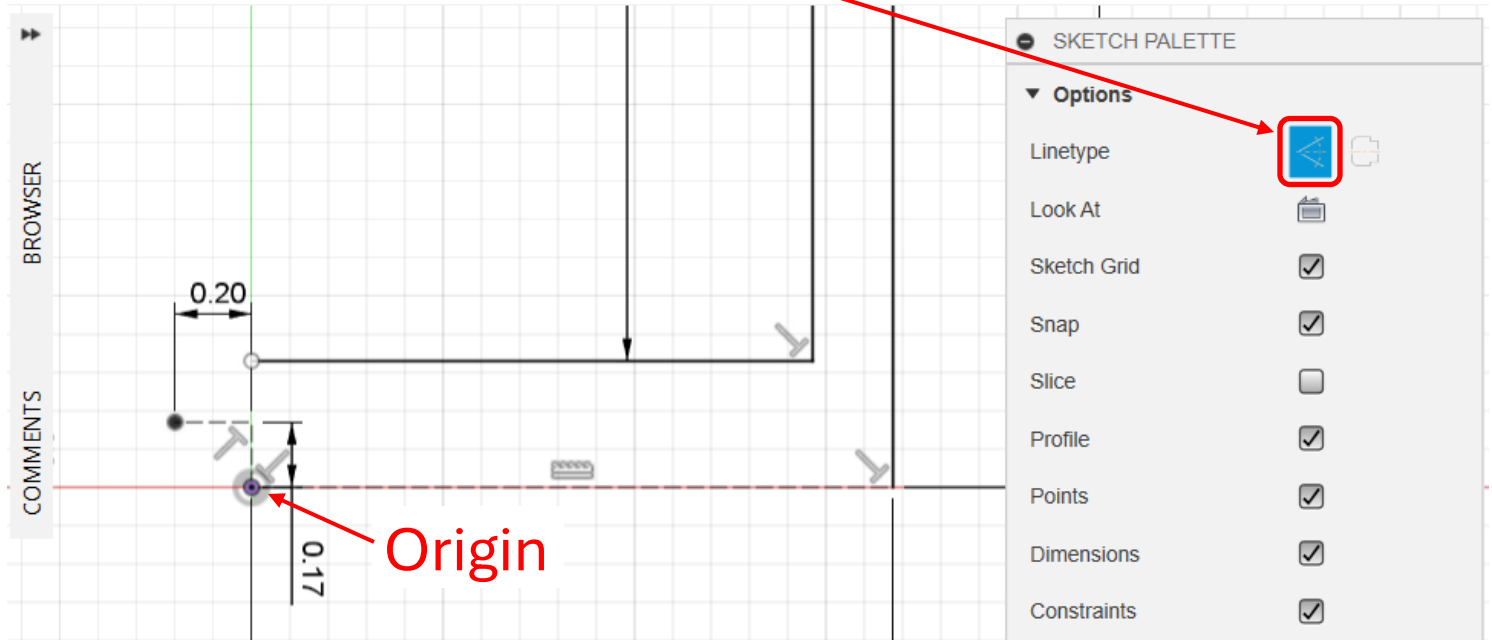 SKETCH PALETTE
Options
Linetype
Look At
Sketch Grid
Snap
Slice
Profile
Points
Dimensions
Constraints
BROWSER
COMMENTS
0.20
0.17
Origin